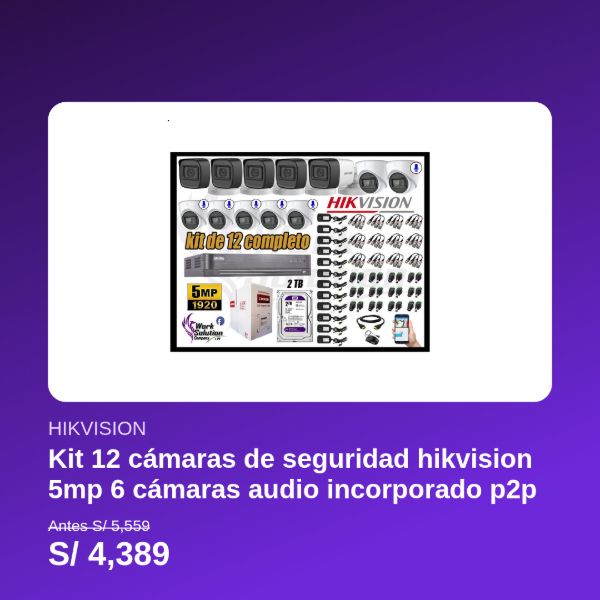 HIKVISION
kit de 12 completo
2 TB
5MP
1920
Work
Solution
Company
HIKVISION
Kit 12 cámaras de seguridad hikvision
5mp 6 cámaras audio incorporado p2p
Antes S/ 5,559
S/ 4,389